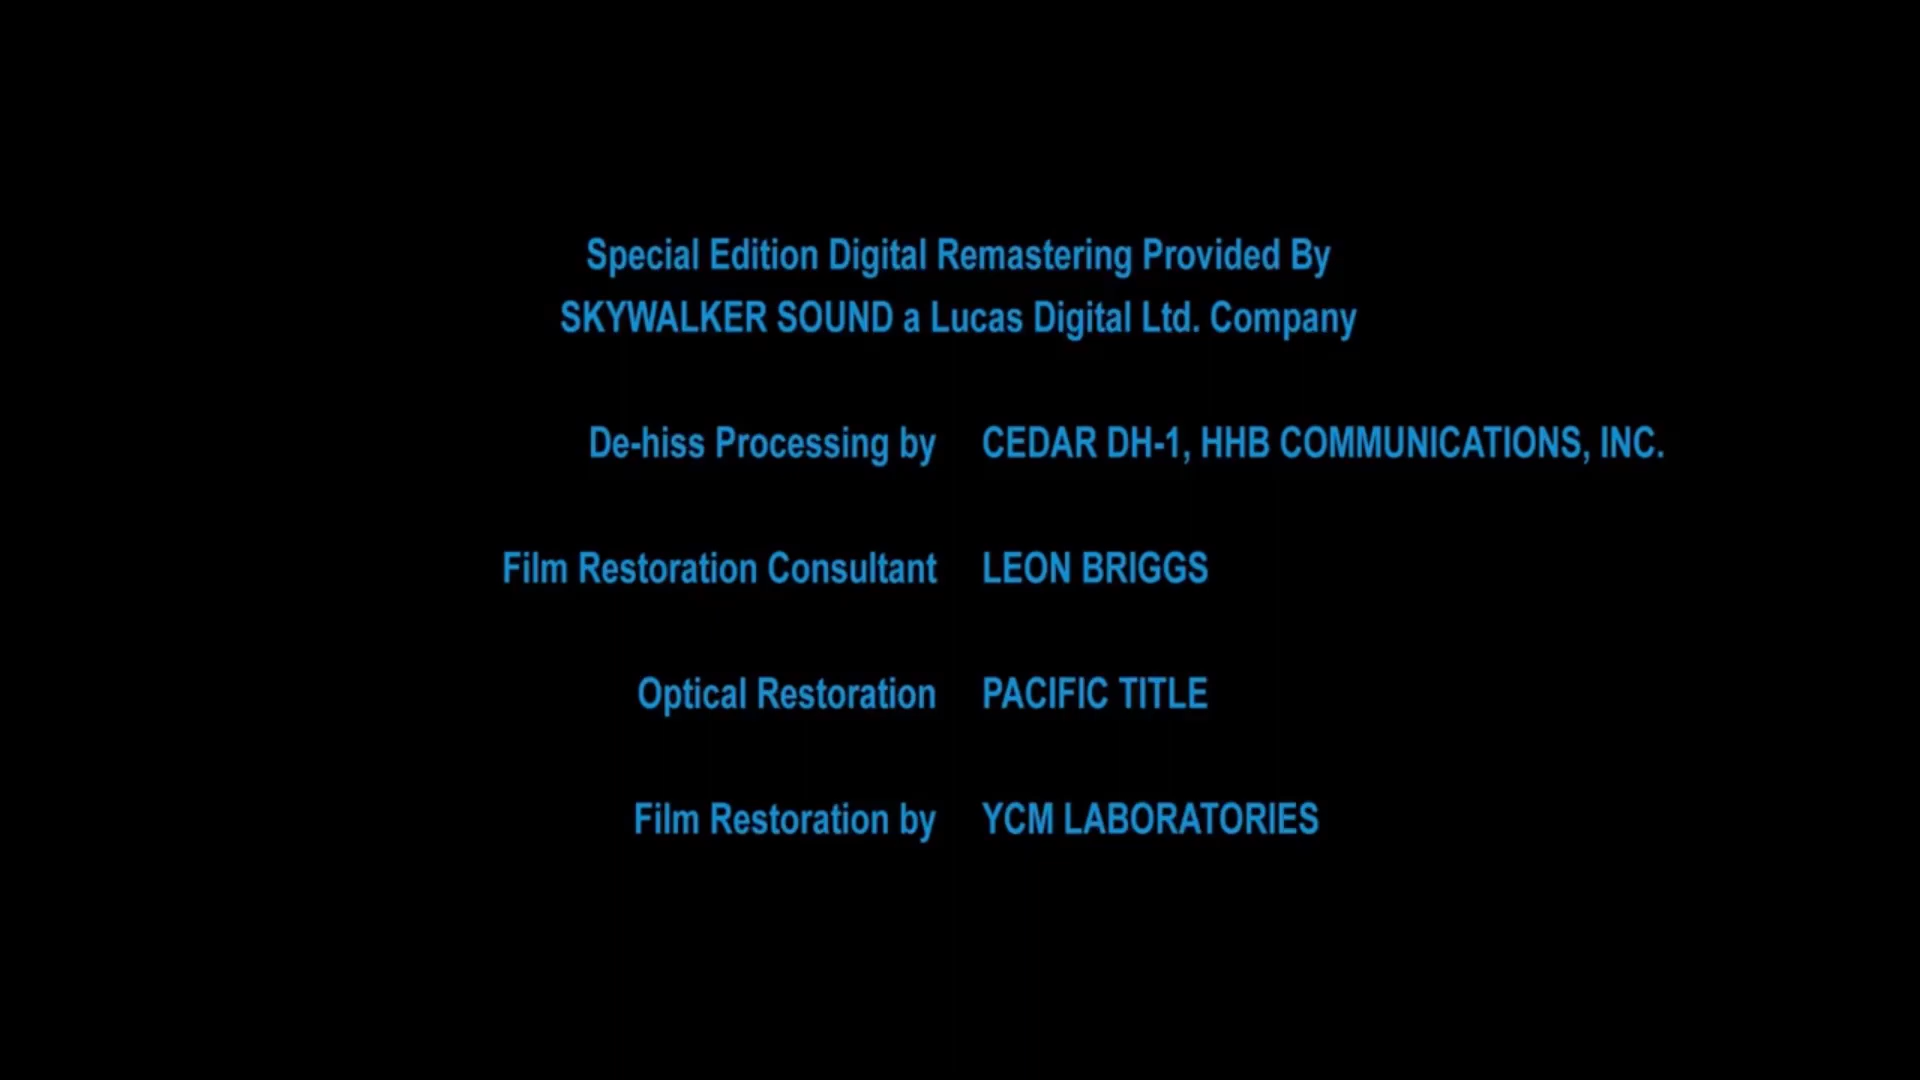 Special Edition Digital Remastering Provided By
SKYWALKER SOUND a Lucas Digital Ltd. Company
De-hiss Processing by CEDAR DH-1, HHB COMMUNICATIONS, INC.
Film Restoration Consultant LEON BRIGGS
Optical Restoration PACIFIC TITLE
Film Restoration by YCM LABORATORIES